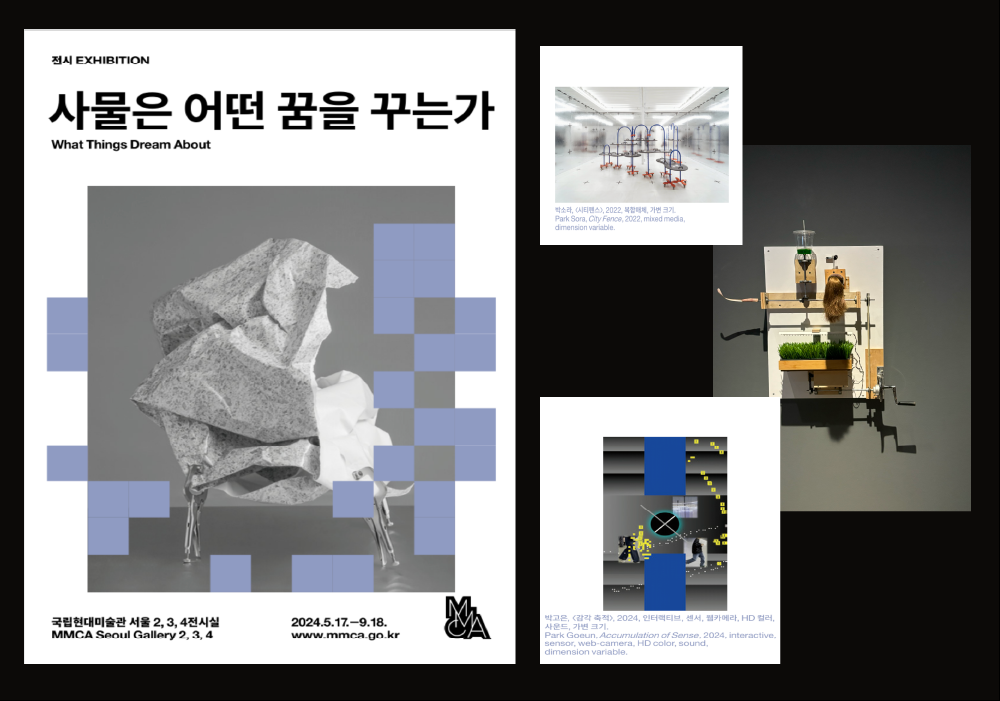 전시 EXHIBITION
사물은 어떤 꿈을 꾸는가
What Things Dream About
국립현대미술관 서울 2, 3, 4전시실
MMCA Seoul Gallery 2, 3, 4
2024.5.17.–9.18.
www.mmca.go.kr
MMCA
박소라, 〈시티펜스〉, 2022, 복합매체, 가변 크기.
Park Sora, City Fence, 2022, mixed media,
dimension variable.
박고은, 〈감각 축적〉, 2024, 인터랙티브, 센서, 웹카메라, HD 컬러,
사운드, 가변 크기.
Park Goeun, Accumulation of Sense, 2024, interactive,
sensor, web-camera, HD color, sound,
dimension variable.